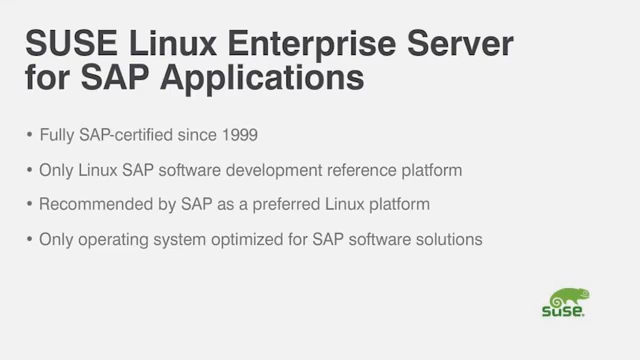 SUSE Linux Enterprise Server
for SAP Applications
• Fully SAP-certified since 1999
• Only Linux SAP software development reference platform
• Recommended by SAP as a preferred Linux platform
• Only operating system optimized for SAP software solutions
suse